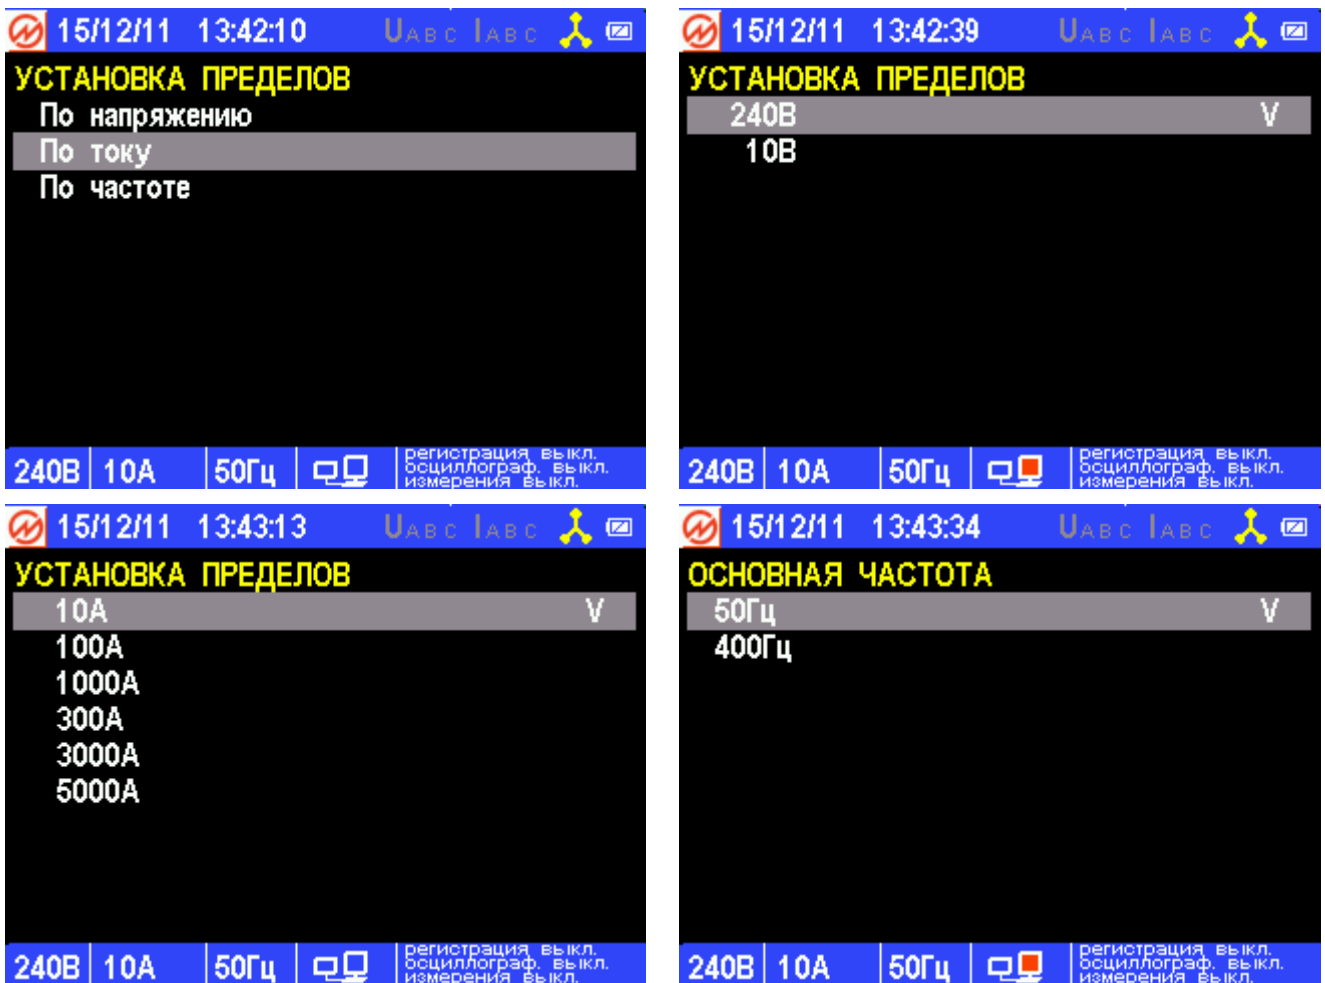 15/12/11 13:42:10 UABC IABC
УСТАНОВКА ПРЕДЕЛОВ
По напряжению
По току
По частоте
240В 10А 50Гц регистрация выкл.
осциллограф. выкл.
измерения выкл.
15/12/11 13:42:39 UABC IABC
УСТАНОВКА ПРЕДЕЛОВ
240В V
10В
240В 10А 50Гц регистрация выкл.
осциллограф. выкл.
измерения выкл.
15/12/11 13:43:13 UABC IABC
УСТАНОВКА ПРЕДЕЛОВ
10А V
100А
1000А
300А
3000А
5000А
240В 10А 50Гц регистрация выкл.
осциллограф. выкл.
измерения выкл.
15/12/11 13:43:34 UABC IABC
ОСНОВНАЯ ЧАСТОТА
50Гц V
400Гц
240В 10А 50Гц регистрация выкл.
осциллограф. выкл.
измерения выкл.